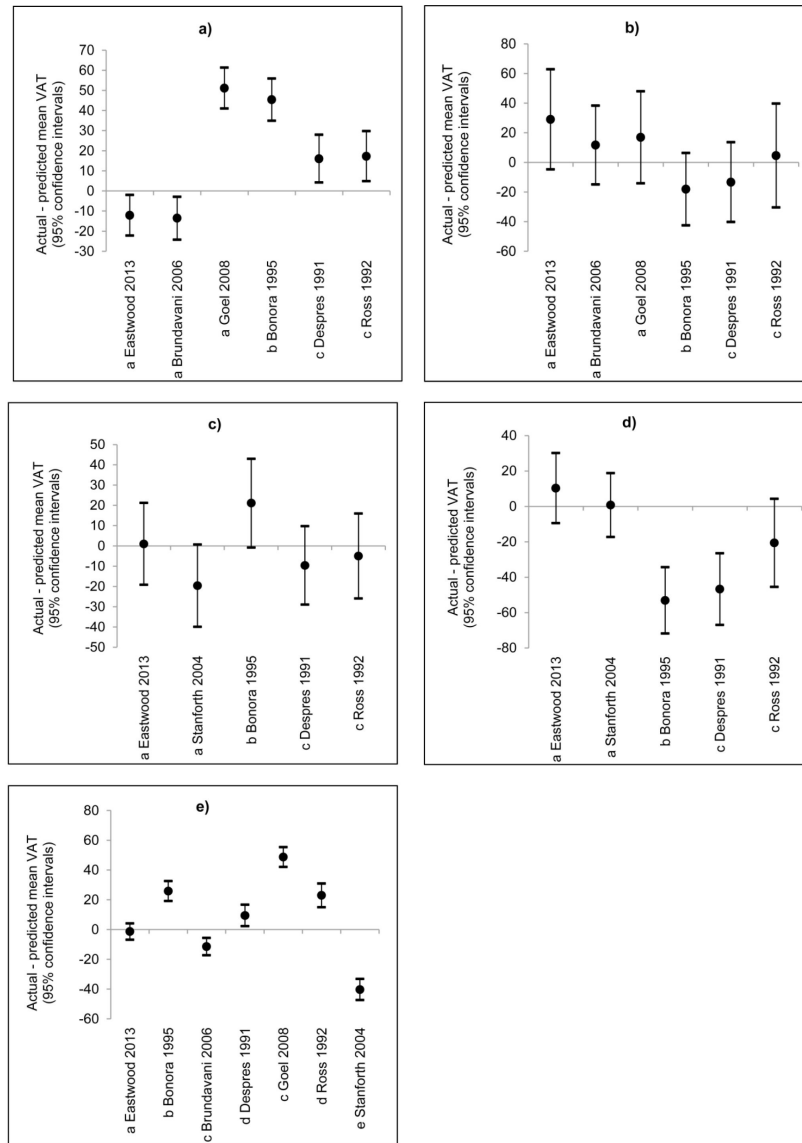 a)
Actual - predicted mean VAT
(95% confidence intervals)
70
60
50
40
30
20
10
0
-10
-20
-30
a Eastwood 2013
a Brundavani 2006
a Goel 2008
b Bonora 1995
c Despres 1991
c Ross 1992
b)
Actual - predicted mean VAT
(95% confidence intervals)
80
60
40
20
0
-20
-40
-60
a Eastwood 2013
a Brundavani 2006
a Goel 2008
b Bonora 1995
c Despres 1991
c Ross 1992
c)
Actual - predicted mean VAT
(95% confidence intervals)
50
40
30
20
10
0
-10
-20
-30
-40
-50
a Eastwood 2013
a Stanforth 2004
b Bonora 1995
c Despres 1991
c Ross 1992
d)
Actual - predicted VAT
(95% confidence intervals)
40
20
0
-20
-40
-60
-80
a Eastwood 2013
a Stanforth 2004
b Bonora 1995
c Despres 1991
c Ross 1992
e)
Actual - predicted mean VAT
(95% confidence intervals)
80
60
40
20
0
-20
-40
-60
a Eastwood 2013
b Bonora 1995
c Brundavani 2006
d Despres 1991
c Goel 2008
d Ross 1992
e Stanforth 2004